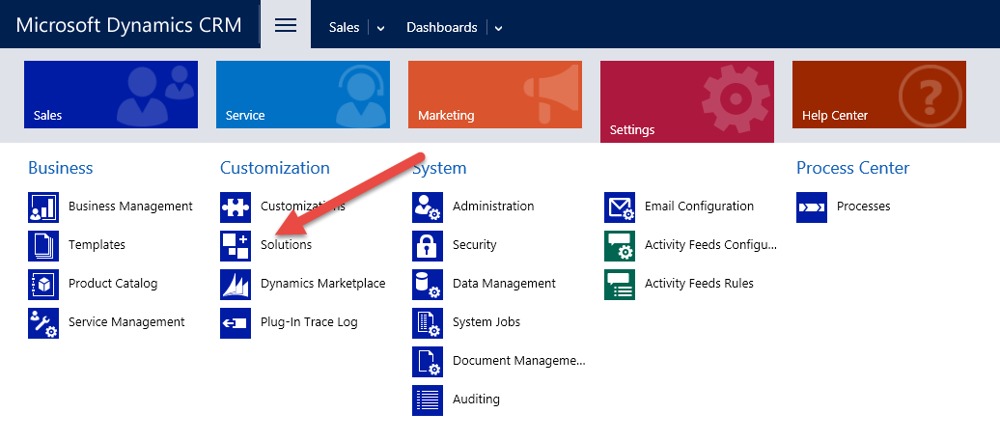 Microsoft Dynamics CRM
Sales
Dashboards
Sales
Service
Marketing
Settings
Help Center
Business
Business Management
Templates
Product Catalog
Service Management
Customization
Customizations
Solutions
Dynamics Marketplace
Plug-In Trace Log
System
Administration
Security
Data Management
System Jobs
Document Manageme...
Auditing
Email Configuration
Activity Feeds Configu...
Activity Feeds Rules
Process Center
Processes